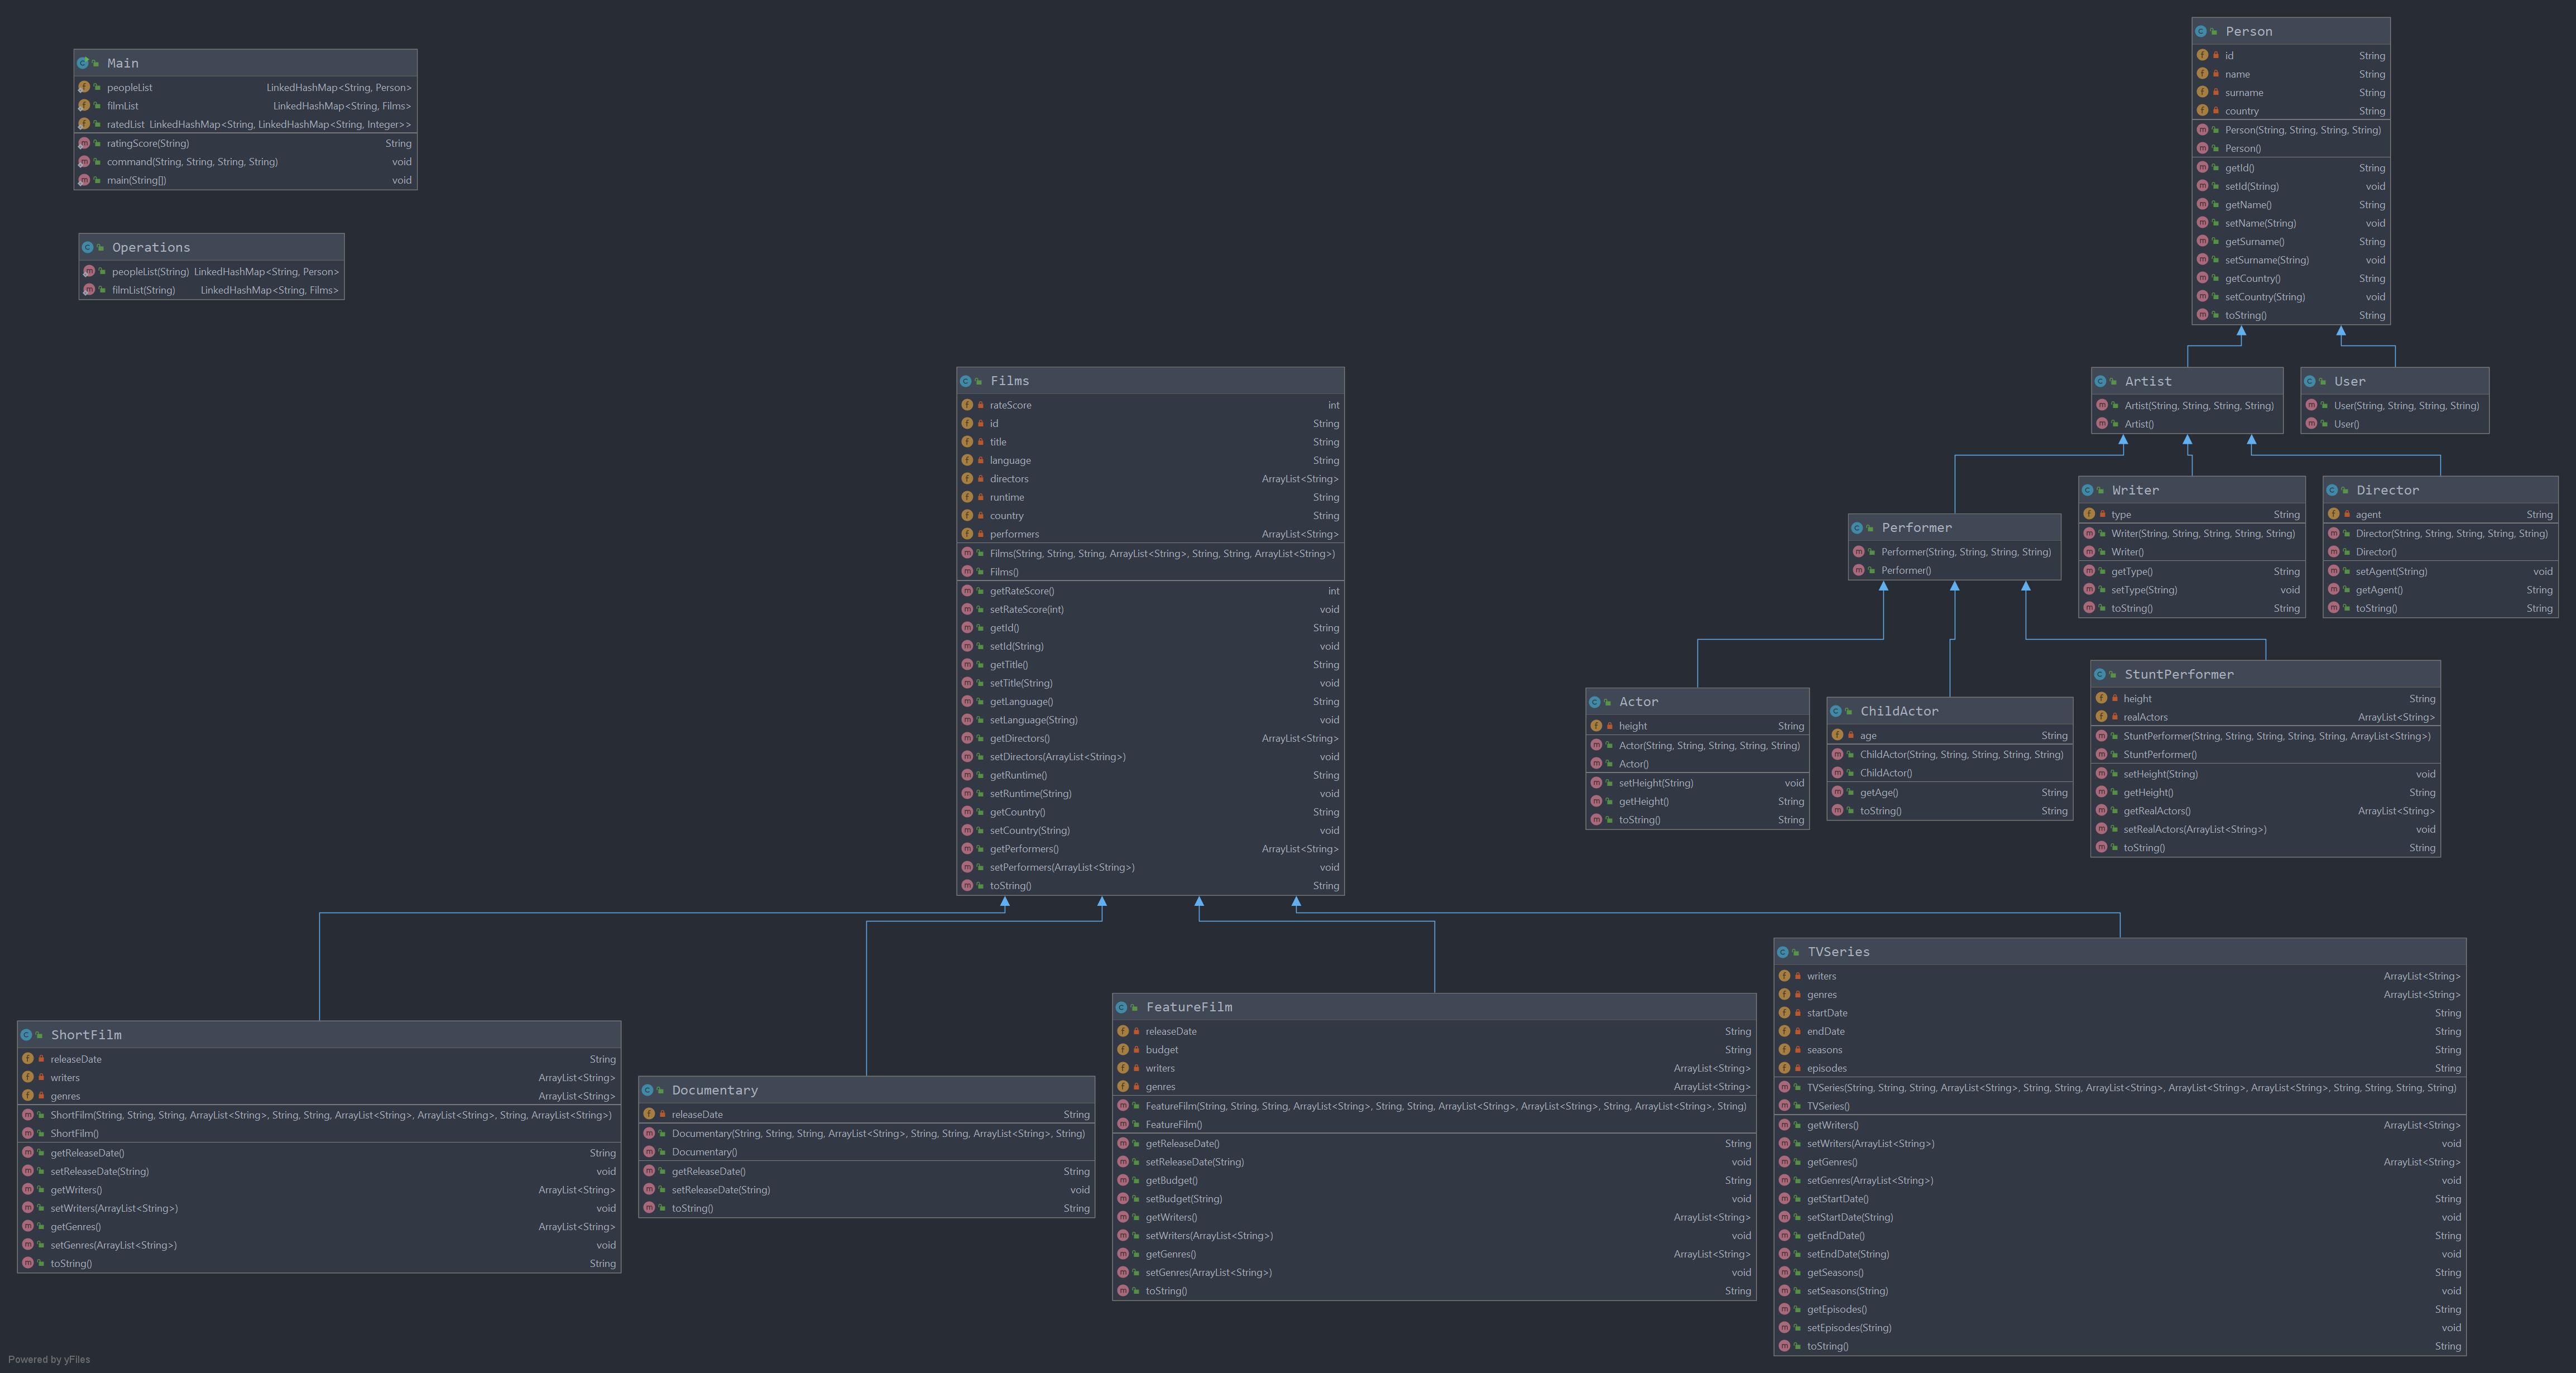 Main
peopleList LinkedHashMap<String, Person>
filmList LinkedHashMap<String, Films>
ratedList LinkedHashMap<String, LinkedHashMap<String, Integer>>
ratingScore(String) String
command(String, String, String, String) void
main(String[]) void
Operations
peopleList(String) LinkedHashMap<String, Person>
filmList(String) LinkedHashMap<String, Films>
Person
id String
name String
surname String
country String
Person(String, String, String, String)
Person()
getId() String
setId(String) void
getName() String
setName(String) void
getSurname() String
setSurname(String) void
getCountry() String
setCountry(String) void
toString() String
Artist
Artist(String, String, String, String)
Artist()
User
User(String, String, String, String)
User()
Performer
Performer(String, String, String, String)
Performer()
Writer
type String
Writer(String, String, String, String, String)
Writer()
getType() String
setType(String) void
toString() String
Director
agent String
Director(String, String, String, String, String)
Director()
setAgent(String) void
getAgent() String
toString() String
Actor
height String
Actor(String, String, String, String, String)
Actor()
setHeight(String) void
getHeight() String
toString() String
ChildActor
age String
ChildActor(String, String, String, String, String)
ChildActor()
getAge() String
toString() String
StuntPerformer
height String
realActors ArrayList<String>
StuntPerformer(String, String, String, String, String, ArrayList<String>)
StuntPerformer()
setHeight(String) void
getHeight() String
getRealActors() ArrayList<String>
setRealActors(ArrayList<String>) void
toString() String
Films
rateScore int
id String
title String
language String
directors ArrayList<String>
runtime String
country String
performers ArrayList<String>
Films(String, String, String, ArrayList<String>, String, String, ArrayList<String>)
Films()
getRateScore() int
setRateScore(int) void
getId() String
setId(String) void
getTitle() String
setTitle(String) void
getLanguage() String
setLanguage(String) void
getDirectors() ArrayList<String>
setDirectors(ArrayList<String>) void
getRuntime() String
setRuntime(String) void
getCountry() String
setCountry(String) void
getPerformers() ArrayList<String>
setPerformers(ArrayList<String>) void
toString() String
ShortFilm
releaseDate String
writers ArrayList<String>
genres ArrayList<String>
ShortFilm(String, String, String, ArrayList<String>, String, String, ArrayList<String>, ArrayList<String>, String, ArrayList<String>)
ShortFilm()
getReleaseDate() String
setReleaseDate(String) void
getWriters() ArrayList<String>
setWriters(ArrayList<String>) void
getGenres() ArrayList<String>
setGenres(ArrayList<String>) void
toString() String
Documentary
releaseDate String
Documentary(String, String, String, ArrayList<String>, String, String, ArrayList<String>, String)
Documentary()
getReleaseDate() String
setReleaseDate(String) void
toString() String
FeatureFilm
releaseDate String
budget String
writers ArrayList<String>
genres ArrayList<String>
FeatureFilm(String, String, String, ArrayList<String>, String, String, ArrayList<String>, ArrayList<String>, String, ArrayList<String>, String)
FeatureFilm()
getReleaseDate() String
setReleaseDate(String) void
getBudget() String
setBudget(String) void
getWriters() ArrayList<String>
setWriters(ArrayList<String>) void
getGenres() ArrayList<String>
setGenres(ArrayList<String>) void
toString() String
TVSeries
writers ArrayList<String>
genres ArrayList<String>
startDate String
endDate String
seasons String
episodes String
TVSeries(String, String, String, ArrayList<String>, String, String, ArrayList<String>, ArrayList<String>, ArrayList<String>, String, String, String, String)
TVSeries()
getWriters() ArrayList<String>
setWriters(ArrayList<String>) void
getGenres() ArrayList<String>
setGenres(ArrayList<String>) void
getStartDate() String
setStartDate(String) void
getEndDate() String
setEndDate(String) void
getSeasons() String
setSeasons(String) void
getEpisodes() String
setEpisodes(String) void
toString() String
Powered by yFiles